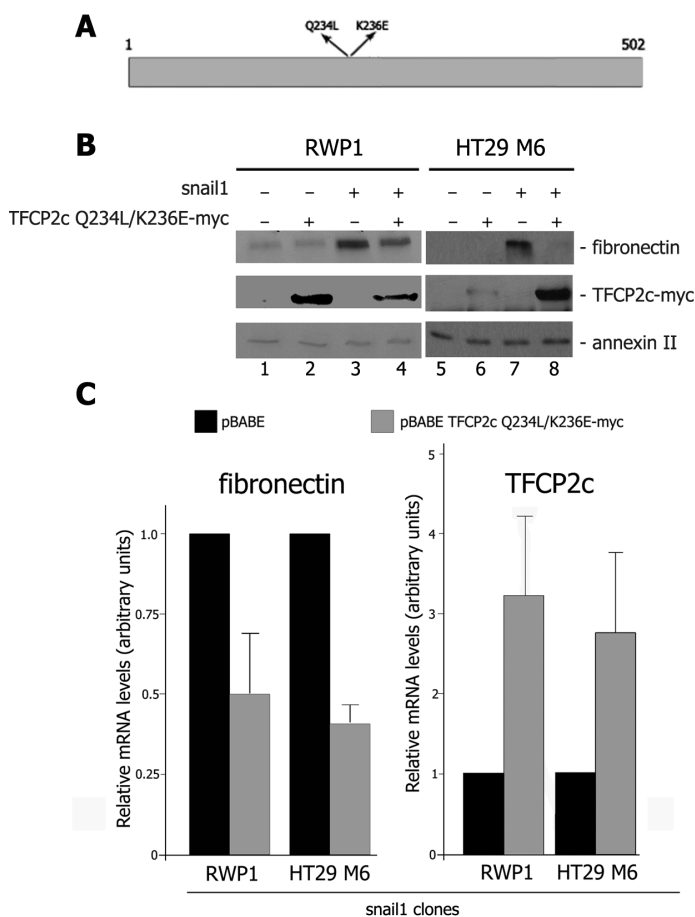 A
Q234L K236E
1 502
B
RWP1 HT29 M6
snail1 – – + + – – + +
TFCP2c Q234L/K236E-myc – + – + – + – +
- fibronectin
- TFCP2c-myc
- annexin II
1 2 3 4 5 6 7 8
C
pBABE pBABE TFCP2c Q234L/K236E-myc
fibronectin
Relative mRNA levels (arbitrary units)
1.0
0.75
0.5
0.25
0
RWP1 HT29 M6
TFCP2c
Relative mRNA levels (arbitrary units)
5
4
3
2
1
0
RWP1 HT29 M6
snail1 clones